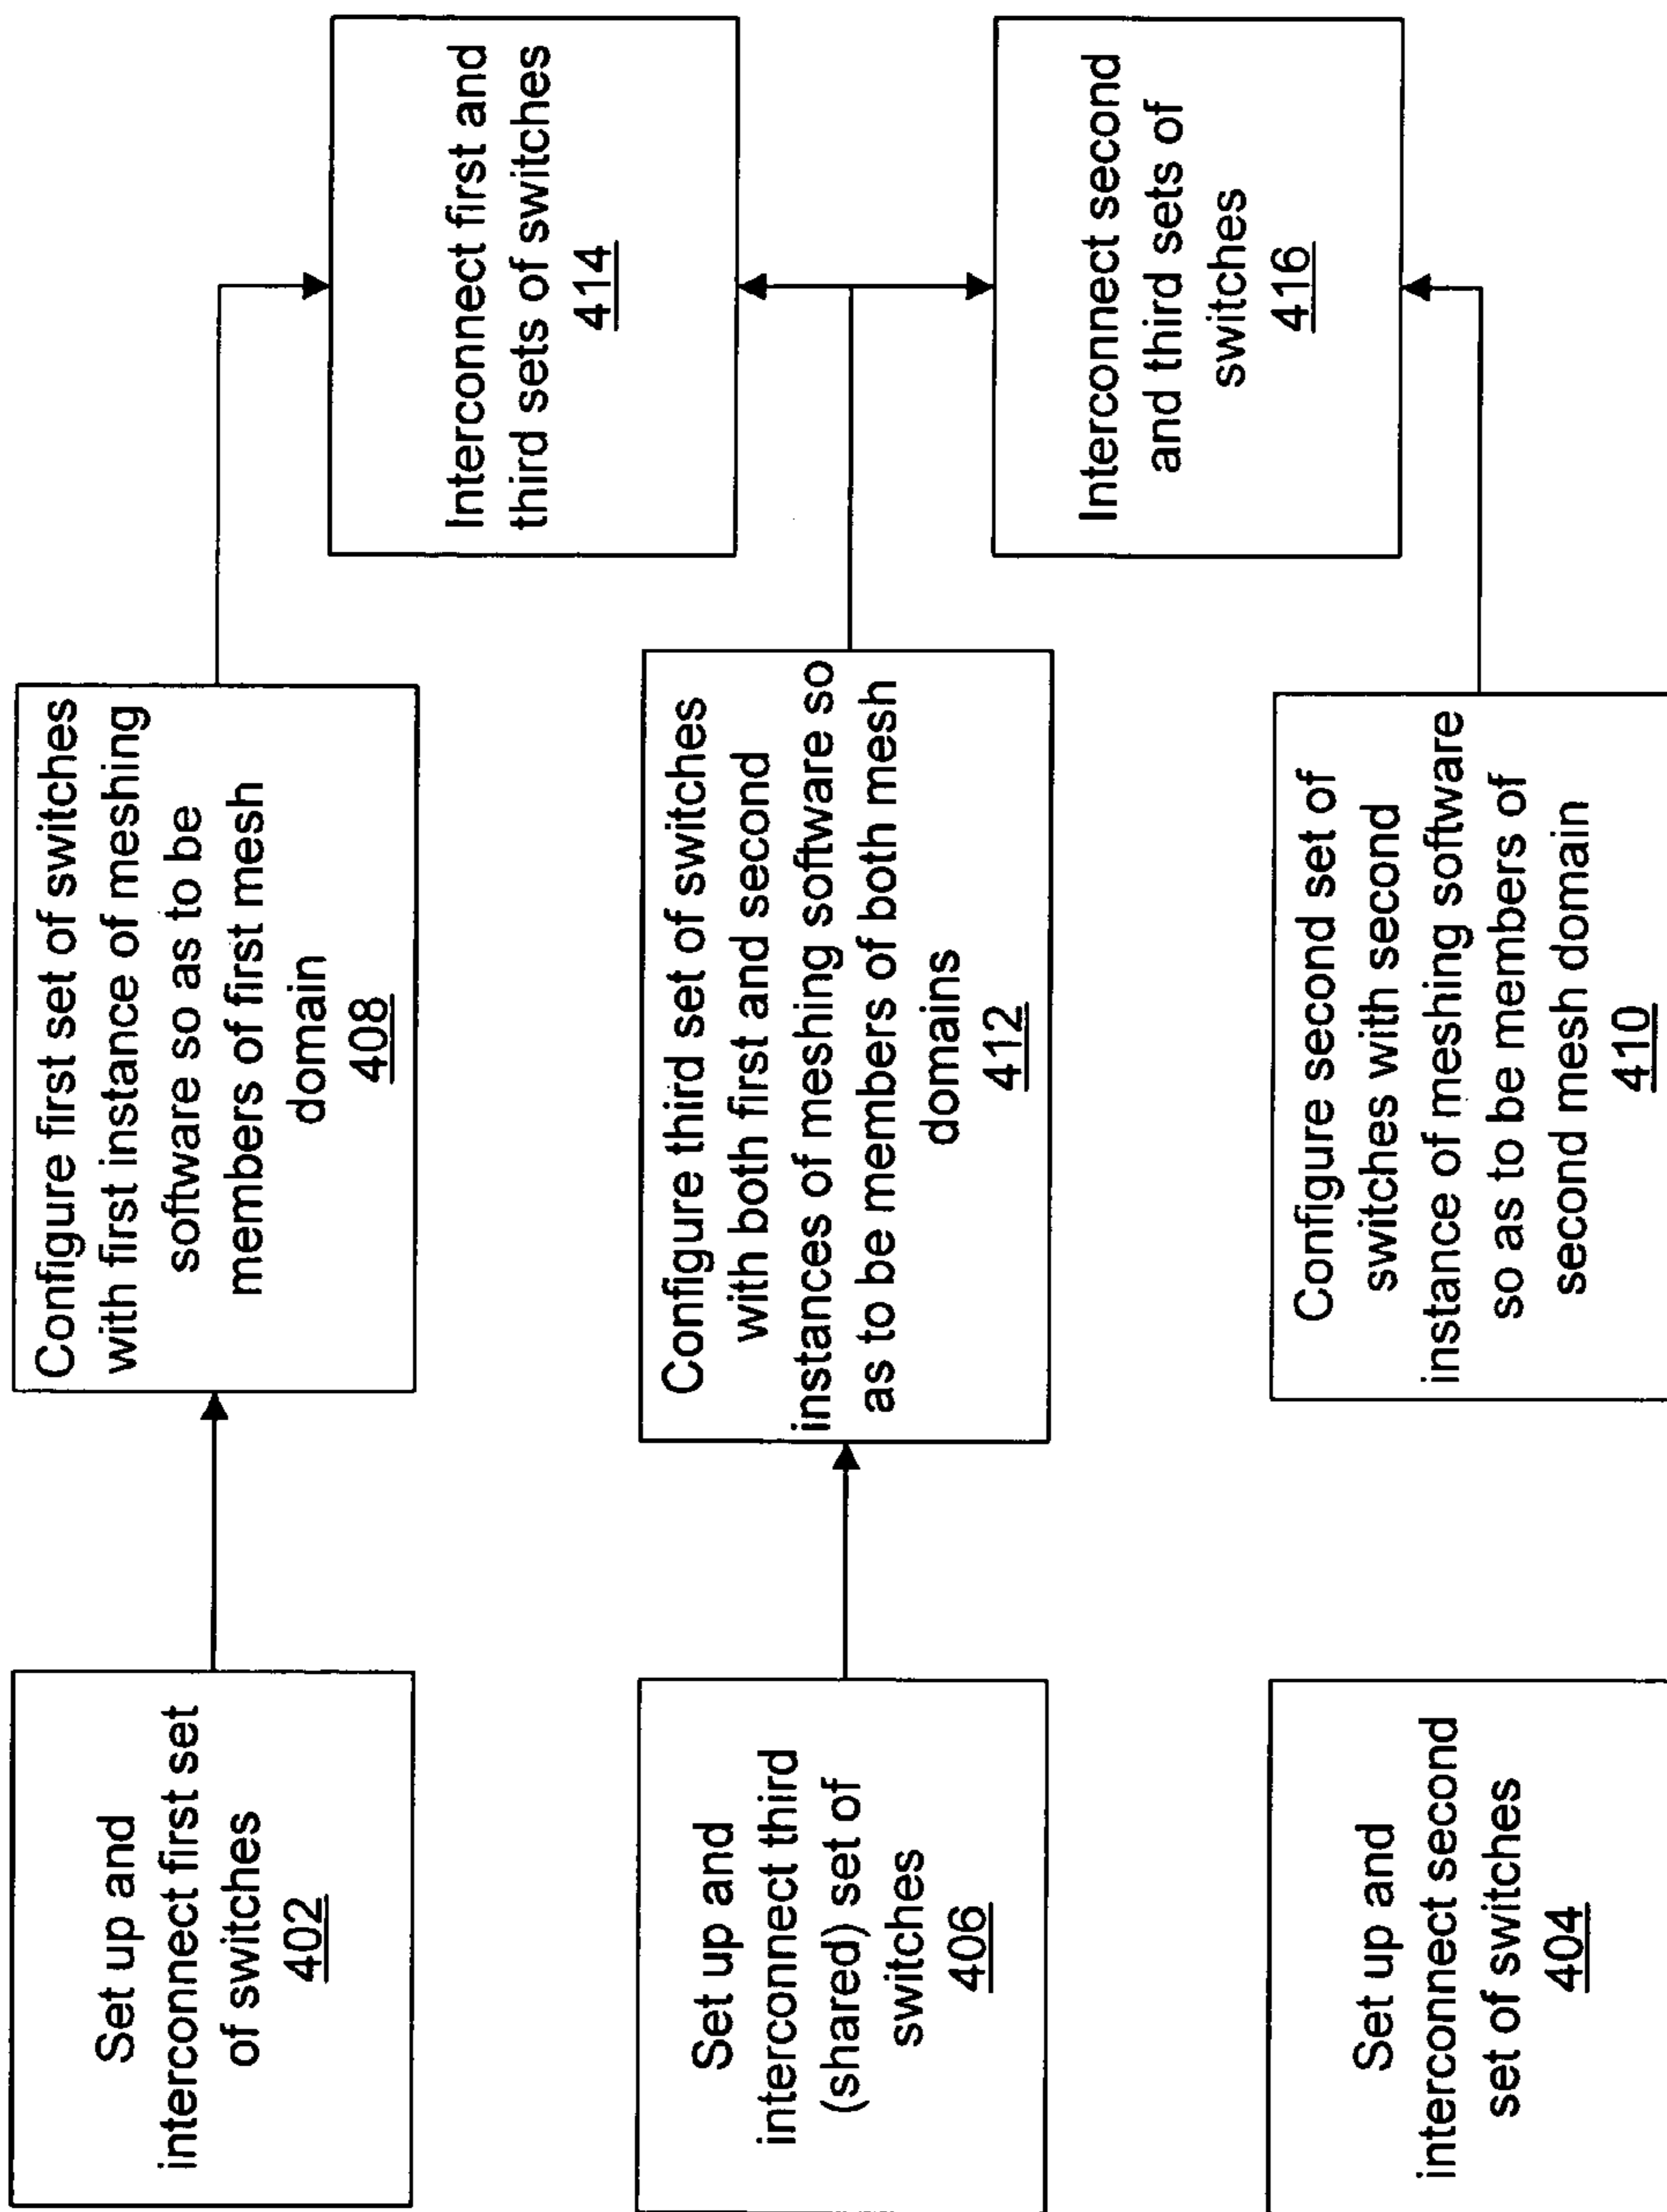 Set up and
interconnect first set
of switches
402
Configure first set of switches
with first instance of meshing
software so as to be
members of first mesh
domain
408
Interconnect first and
third sets of switches
414
Set up and
interconnect third
(shared) set of
switches
406
Configure third set of switches
with both first and second
instances of meshing software so
as to be members of both mesh
domains
412
Interconnect second
and third sets of
switches
416
Set up and
interconnect second
set of switches
404
Configure second set of
switches with second
instance of meshing software
so as to be members of
second mesh domain
410